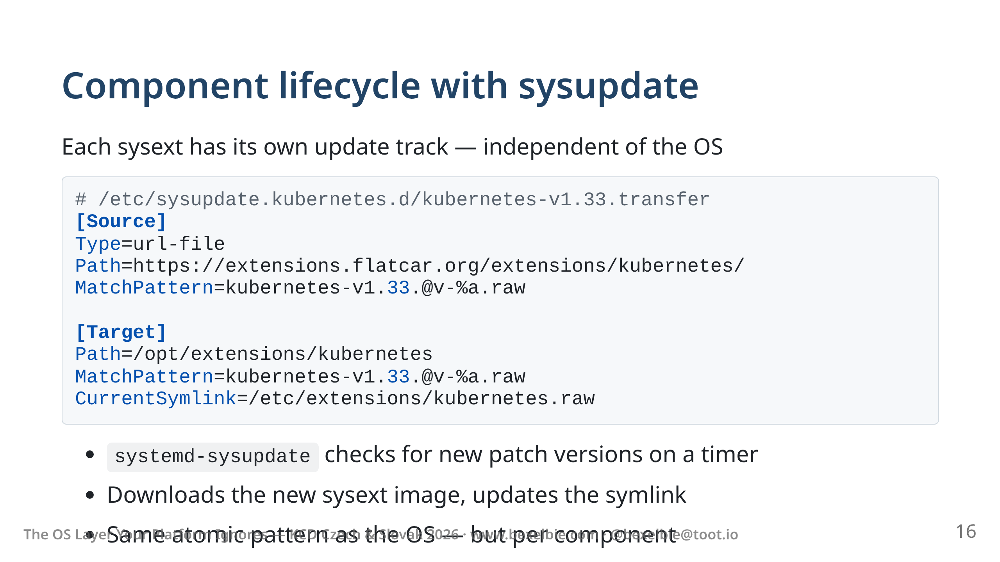 Component lifecycle with sysupdate
Each sysext has its own update track — independent of the OS
# /etc/sysupdate.kubernetes.d/kubernetes-v1.33.transfer
[Source]
Type=url-file
Path=https://extensions.flatcar.org/extensions/kubernetes/
MatchPattern=kubernetes-v1.33.@v-%a.raw

[Target]
Path=/opt/extensions/kubernetes
MatchPattern=kubernetes-v1.33.@v-%a.raw
CurrentSymlink=/etc/extensions/kubernetes.raw
• systemd-sysupdate checks for new patch versions on a timer
• Downloads the new sysext image, updates the symlink
• Same atomic pattern as the OS — but per component
The OS Layer Your Platform Ignores — KCD Czech & Slovak 2026 · www.bexelbie.com · @bexelbie@toot.io
16